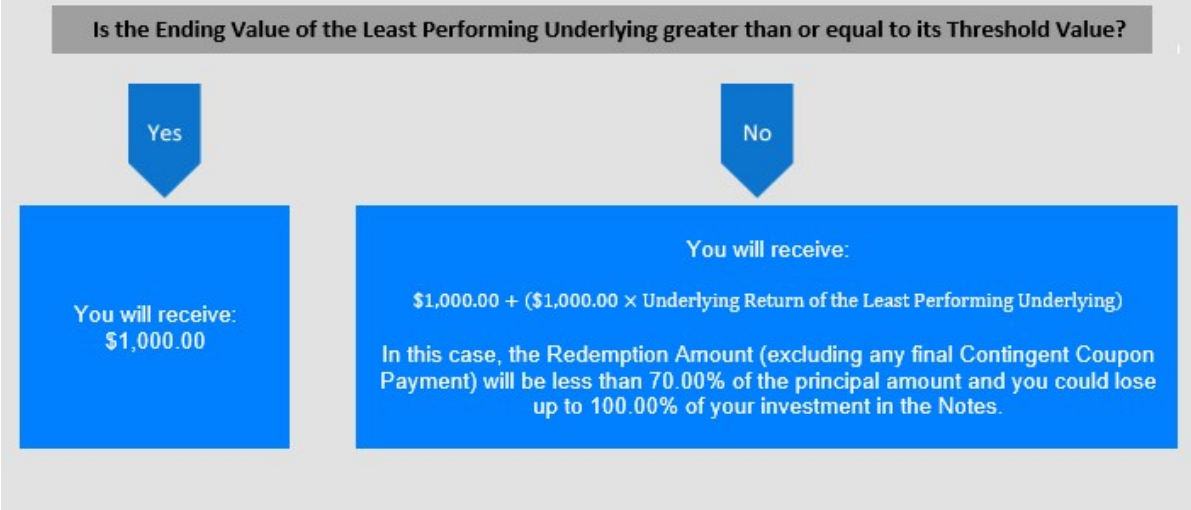 Is the Ending Value of the Least Performing Underlying greater than or equal to its Threshold Value?
Yes
No
You will receive:
$1,000.00
You will receive:
$1,000.00 + ($1,000.00 × Underlying Return of the Least Performing Underlying)
In this case, the Redemption Amount (excluding any final Contingent Coupon
Payment) will be less than 70.00% of the principal amount and you could lose
up to 100.00% of your investment in the Notes.